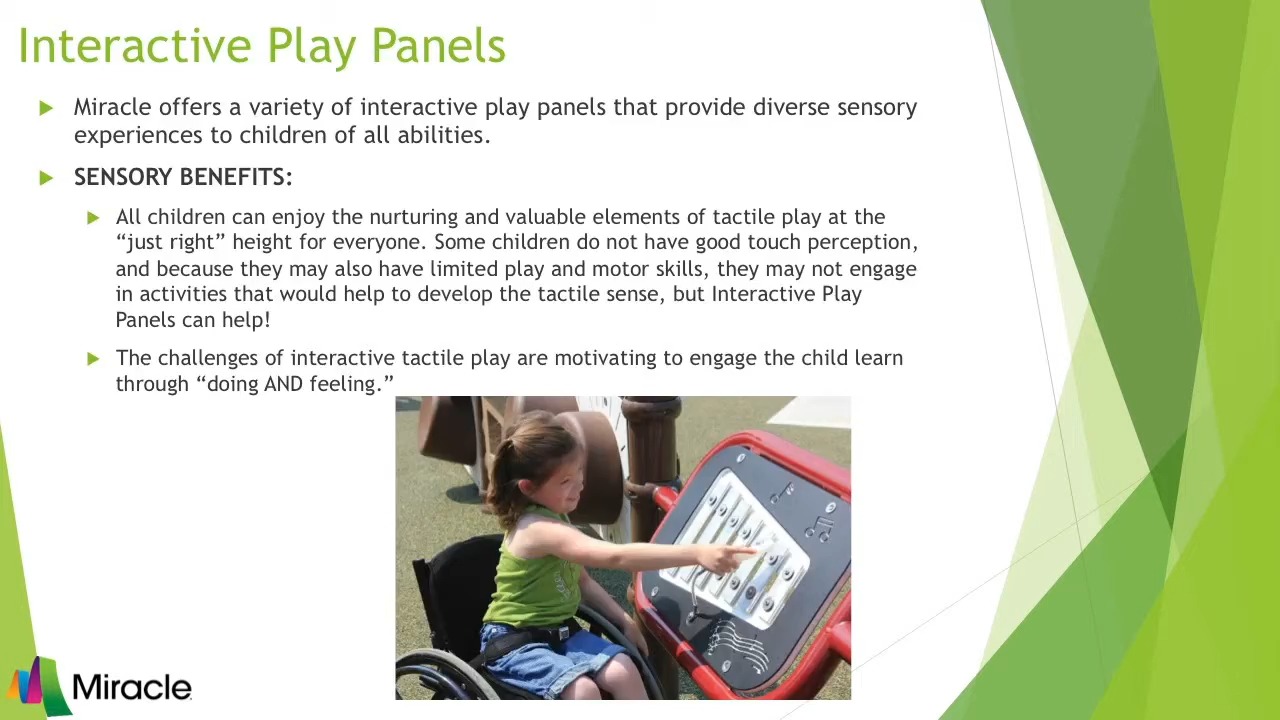 Interactive Play Panels
Miracle offers a variety of interactive play panels that provide diverse sensory
experiences to children of all abilities.
SENSORY BENEFITS:
All children can enjoy the nurturing and valuable elements of tactile play at the
“just right” height for everyone. Some children do not have good touch perception,
and because they may also have limited play and motor skills, they may not engage
in activities that would help to develop the tactile sense, but Interactive Play
Panels can help!
The challenges of interactive tactile play are motivating to engage the child learn
through “doing AND feeling.”
Miracle